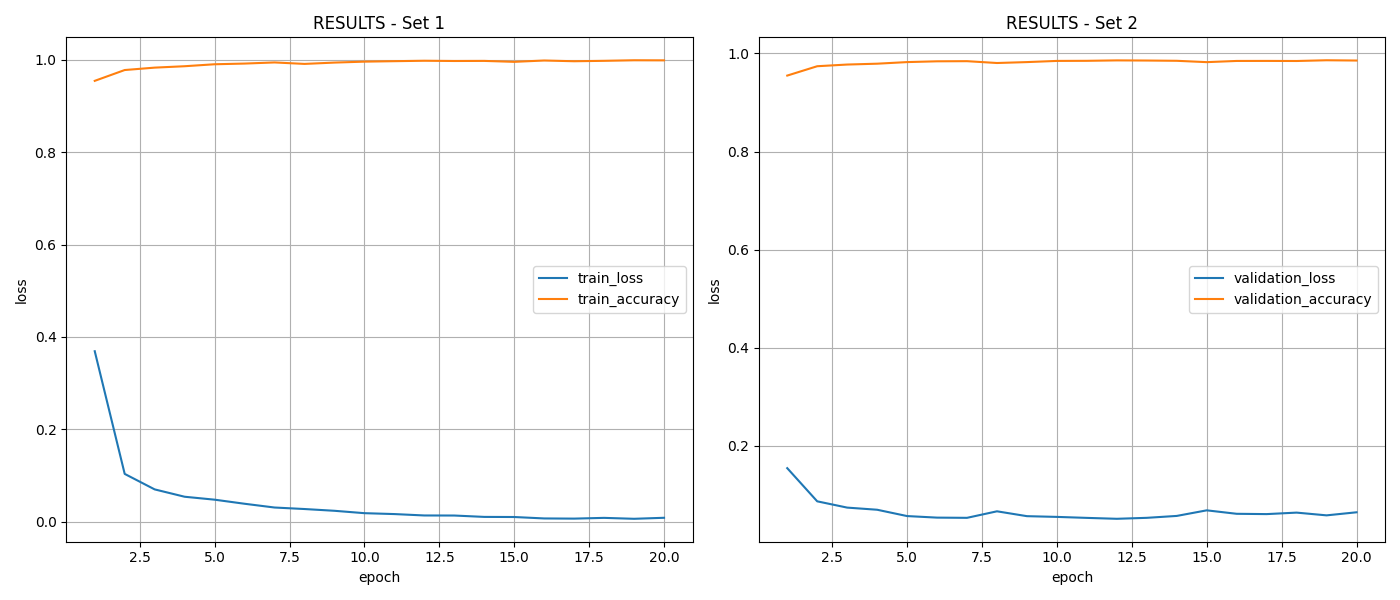 RESULTS - Set 1
1.0
0.8
0.6
0.4
0.2
0.0
loss
train_loss
train_accuracy
2.5 5.0 7.5 10.0 12.5 15.0 17.5 20.0
epoch
RESULTS - Set 2
1.0
0.8
0.6
0.4
0.2
loss
validation_loss
validation_accuracy
2.5 5.0 7.5 10.0 12.5 15.0 17.5 20.0
epoch